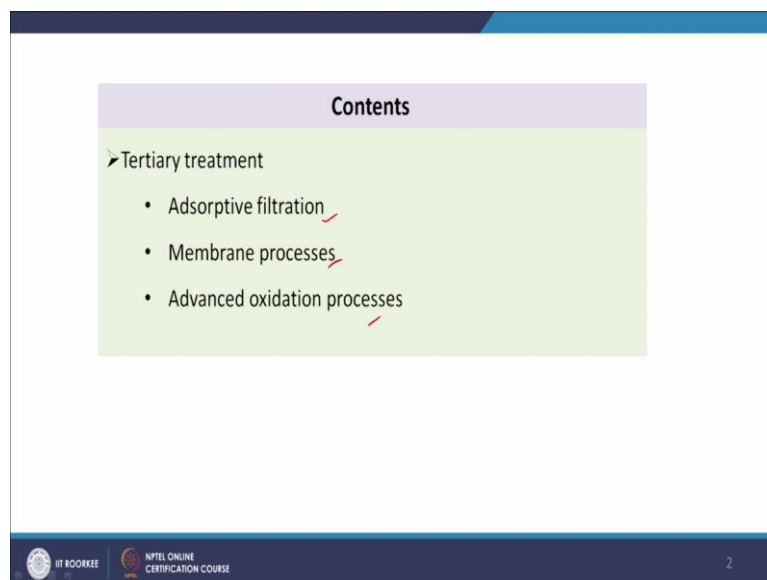 Contents
➢Tertiary treatment
• Adsorptive filtration
• Membrane processes
• Advanced oxidation processes
IIT ROORKEE
NPTEL ONLINE
CERTIFICATION COURSE
2